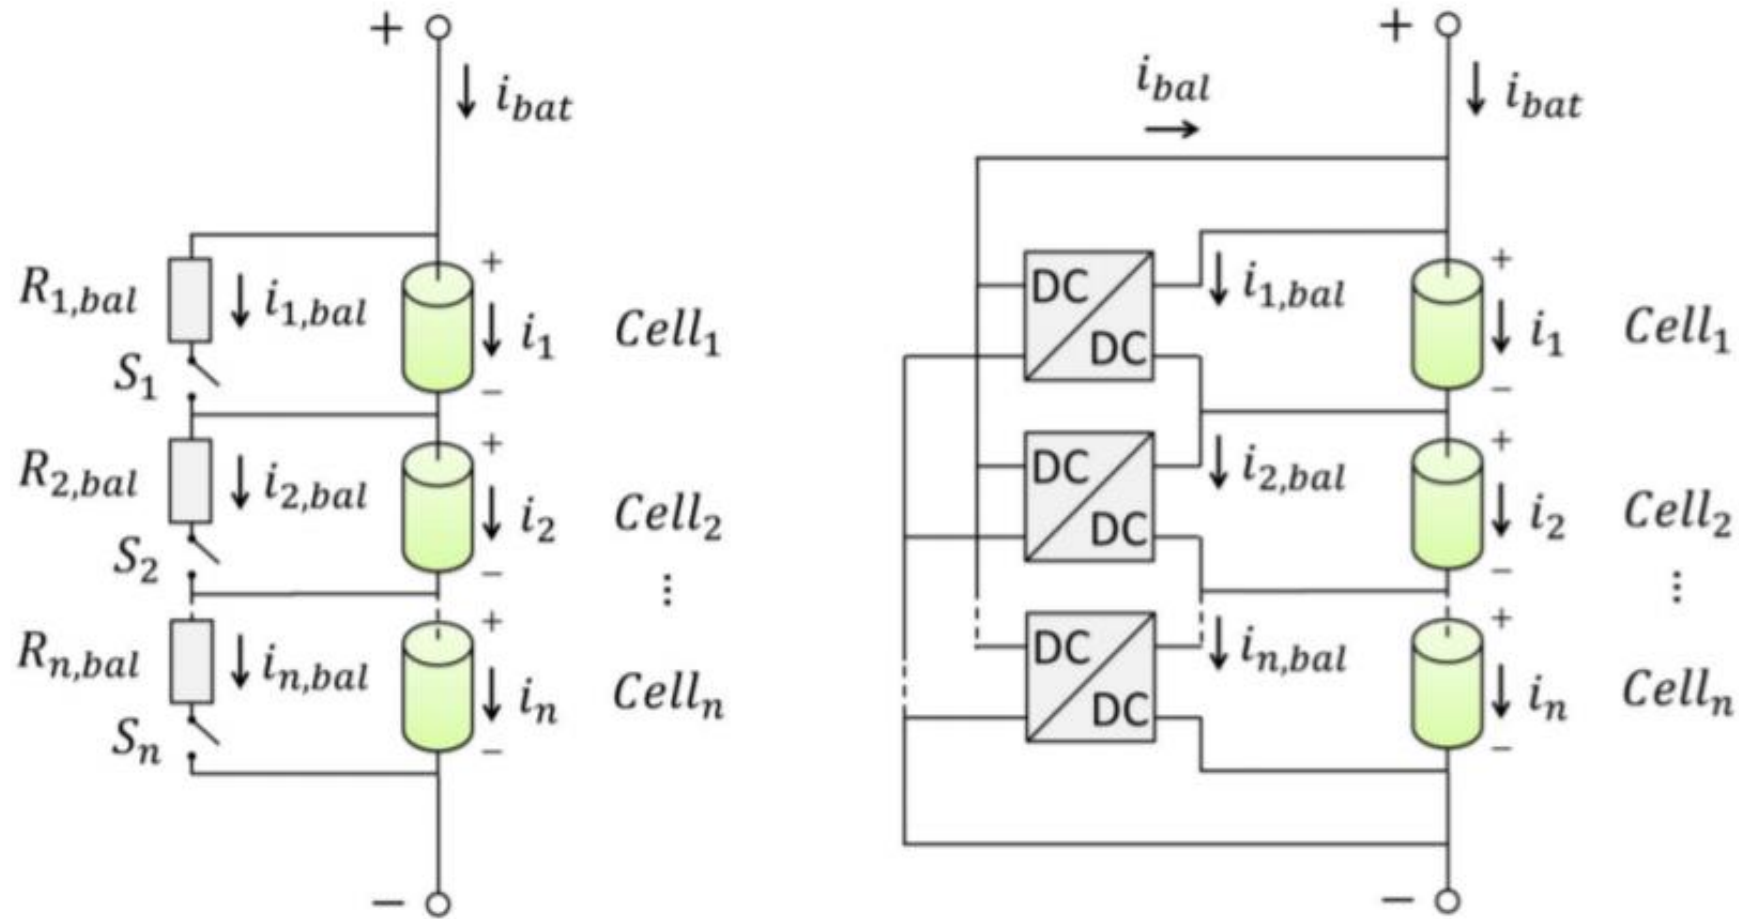 +
i_bat
R_1,bal
i_1,bal
+
i_1
Cell_1
S_1
−
R_2,bal
i_2,bal
+
i_2
Cell_2
S_2
−
⋮
R_n,bal
i_n,bal
+
i_n
Cell_n
S_n
−
−
+
i_bal
i_bat
DC
DC
i_1,bal
+
i_1
Cell_1
−
DC
DC
i_2,bal
+
i_2
Cell_2
−
⋮
DC
DC
i_n,bal
+
i_n
Cell_n
−
−